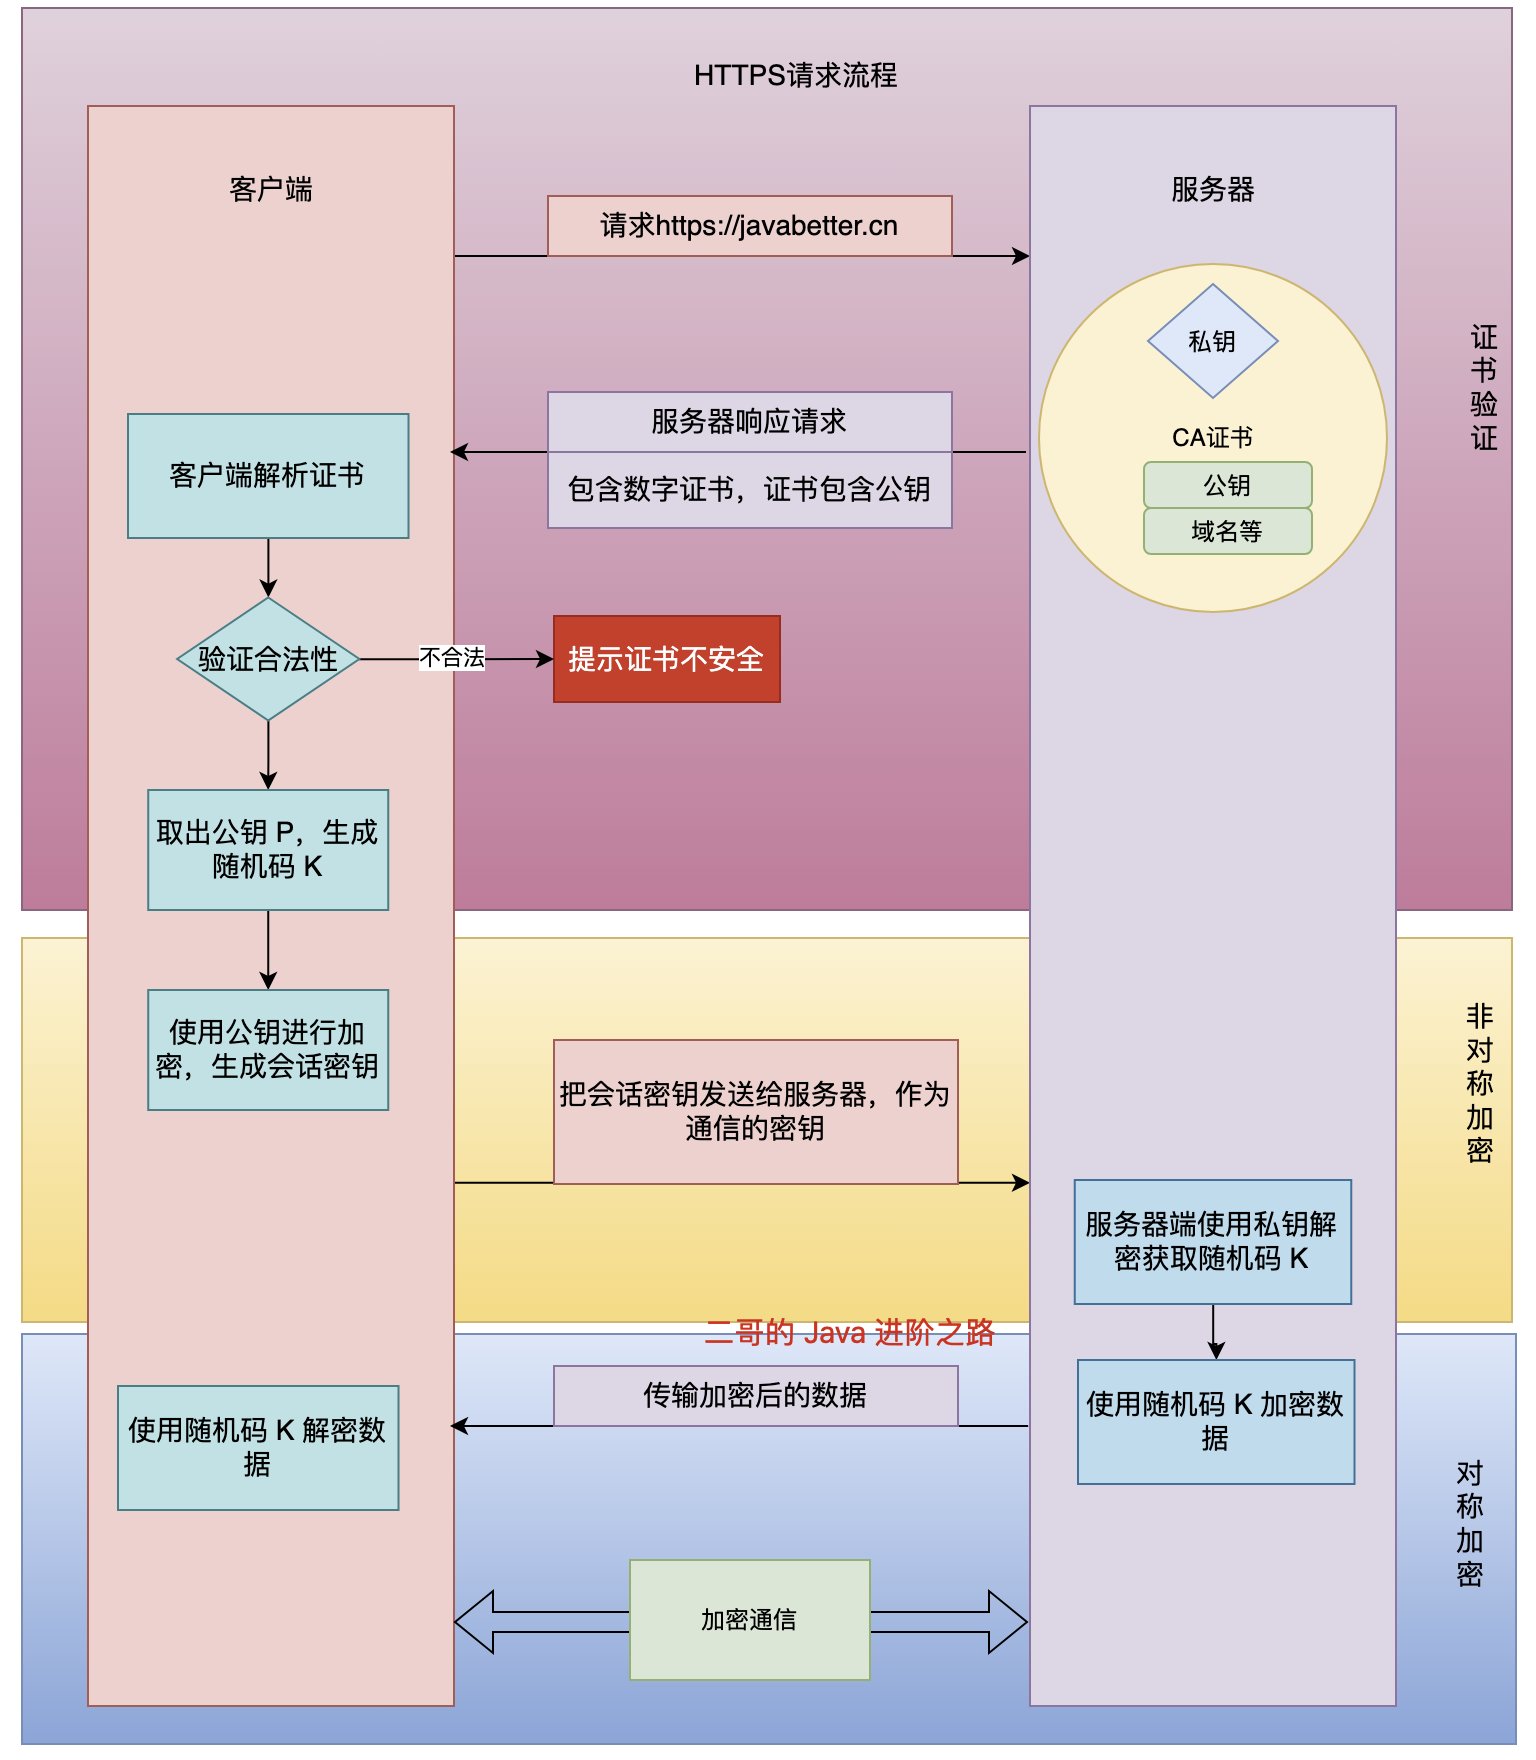 HTTPS请求流程
客户端
服务器
请求https://javabetter.cn
私钥
证
书
验
证
服务器响应请求
CA证书
客户端解析证书
包含数字证书，证书包含公钥
公钥
域名等
验证合法性
不合法
提示证书不安全
取出公钥 P，生成
随机码 K
使用公钥进行加
密，生成会话密钥
非
对
称
加
密
把会话密钥发送给服务器，作为
通信的密钥
服务器端使用私钥解
密获取随机码 K
二哥的 Java 进阶之路
传输加密后的数据
使用随机码 K 加密数
据
使用随机码 K 解密数
据
对
称
加
密
加密通信